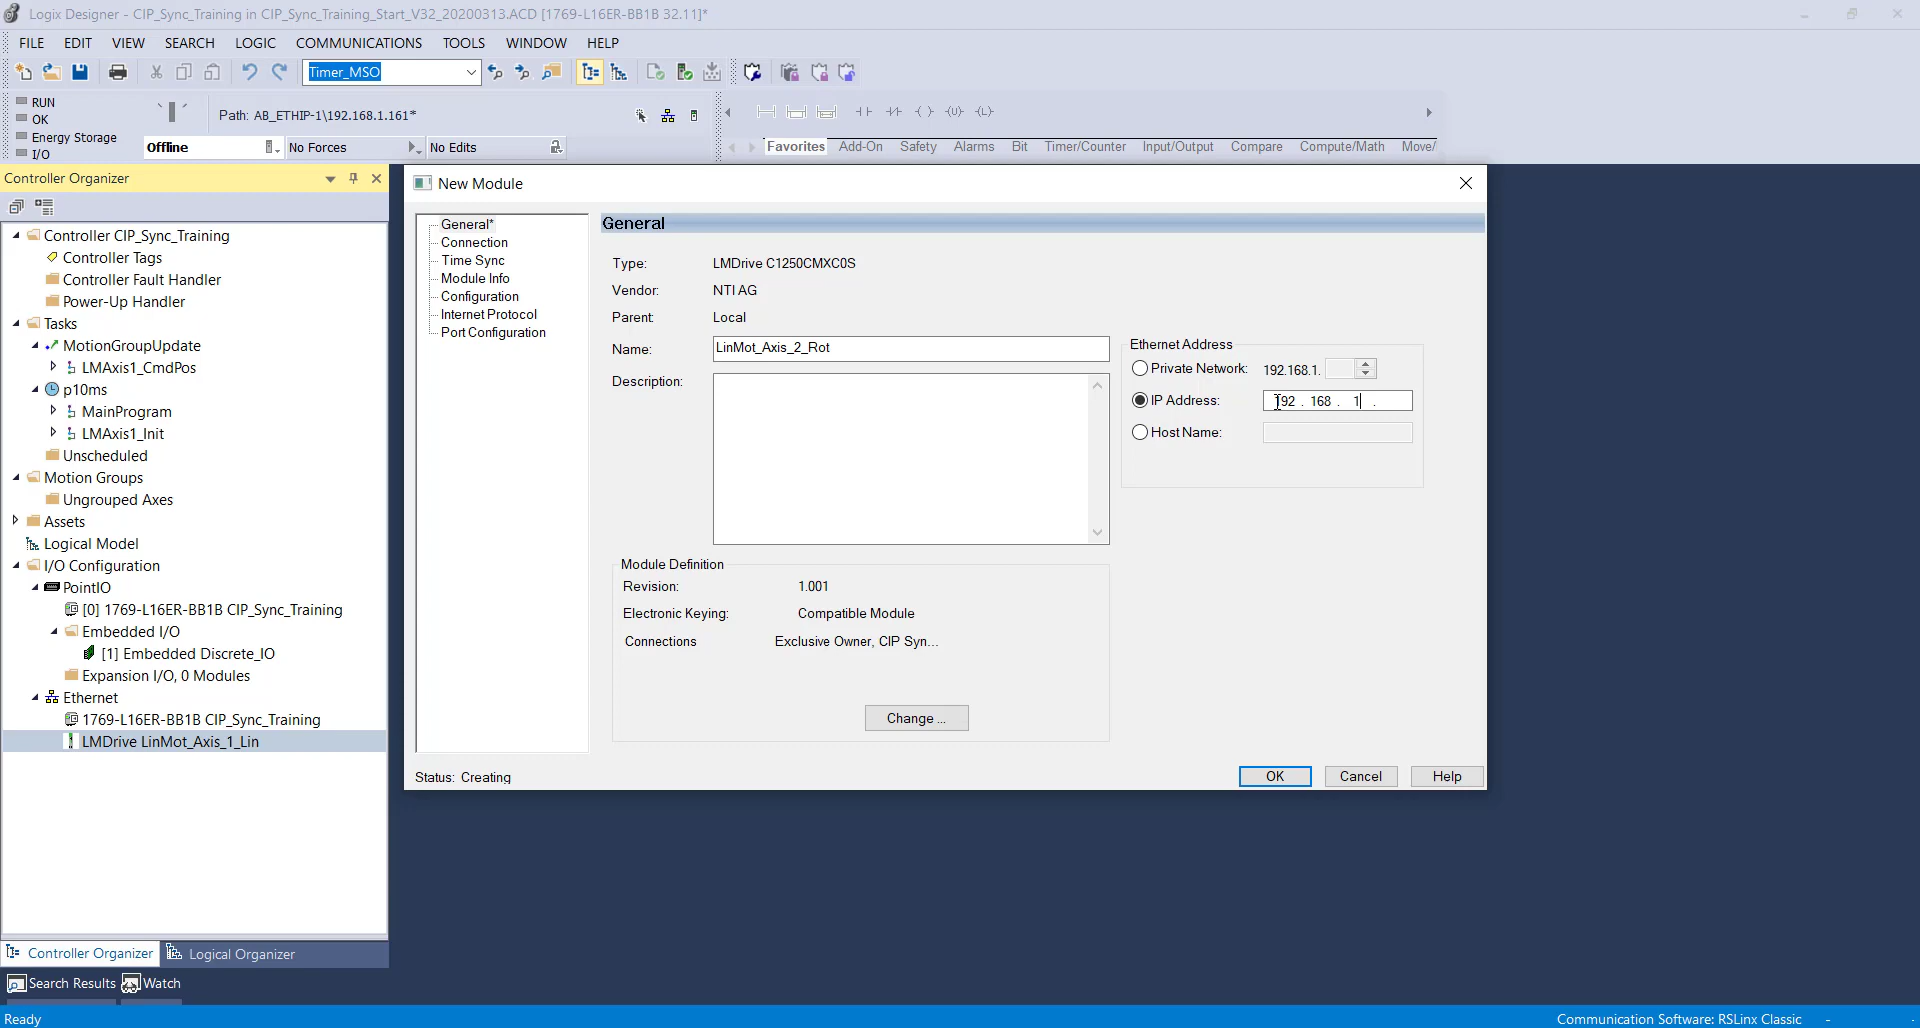 Logix Designer - CIP_Sync_Training in CIP_Sync_Training_Start_V32_20200313.ACD [1769-L16ER-BB1B 32.11]*
FILE EDIT VIEW SEARCH LOGIC COMMUNICATIONS TOOLS WINDOW HELP
Timer_MSO
RUN
OK
Energy Storage
I/O
Path: AB_ETHIP-1\192.168.1.161*
Offline No Forces No Edits
Favorites Add-On Safety Alarms Bit Timer/Counter Input/Output Compare Compute/Math Move/
Controller Organizer
Controller CIP_Sync_Training
Controller Tags
Controller Fault Handler
Power-Up Handler
Tasks
MotionGroupUpdate
LMAxis1_CmdPos
p10ms
MainProgram
LMAxis1_Init
Unscheduled
Motion Groups
Ungrouped Axes
Assets
Logical Model
I/O Configuration
PointIO
[0] 1769-L16ER-BB1B CIP_Sync_Training
Embedded I/O
[1] Embedded Discrete_IO
Expansion I/O, 0 Modules
Ethernet
1769-L16ER-BB1B CIP_Sync_Training
LMDrive LinMot_Axis_1_Lin
Controller Organizer Logical Organizer
Search Results Watch
New Module
General*
Connection
Time Sync
Module Info
Configuration
Internet Protocol
Port Configuration
General
Type: LMDrive C1250CMXC0S
Vendor: NTI AG
Parent: Local
Name: LinMot_Axis_2_Rot
Description:
Ethernet Address
Private Network: 192.168.1.
IP Address: 192 . 168 . 1 .
Host Name:
Module Definition
Revision: 1.001
Electronic Keying: Compatible Module
Connections Exclusive Owner, CIP Syn...
Change ...
Status: Creating
OK Cancel Help
Ready
Communication Software: RSLinx Classic